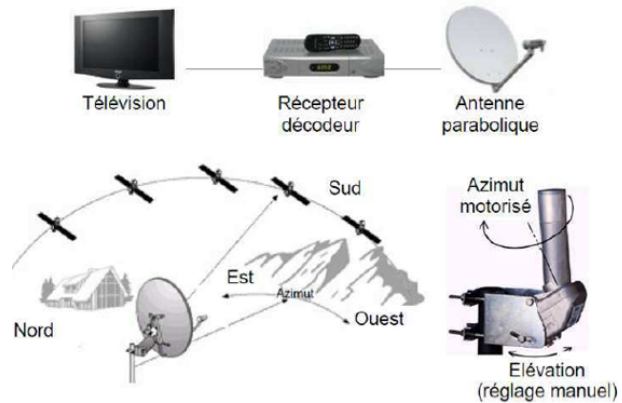 Télévision
Récepteur
décodeur
Antenne
parabolique
Sud
Azimut
motorisé
Est
Azimut
Nord
Ouest
Elévation
(réglage manuel)